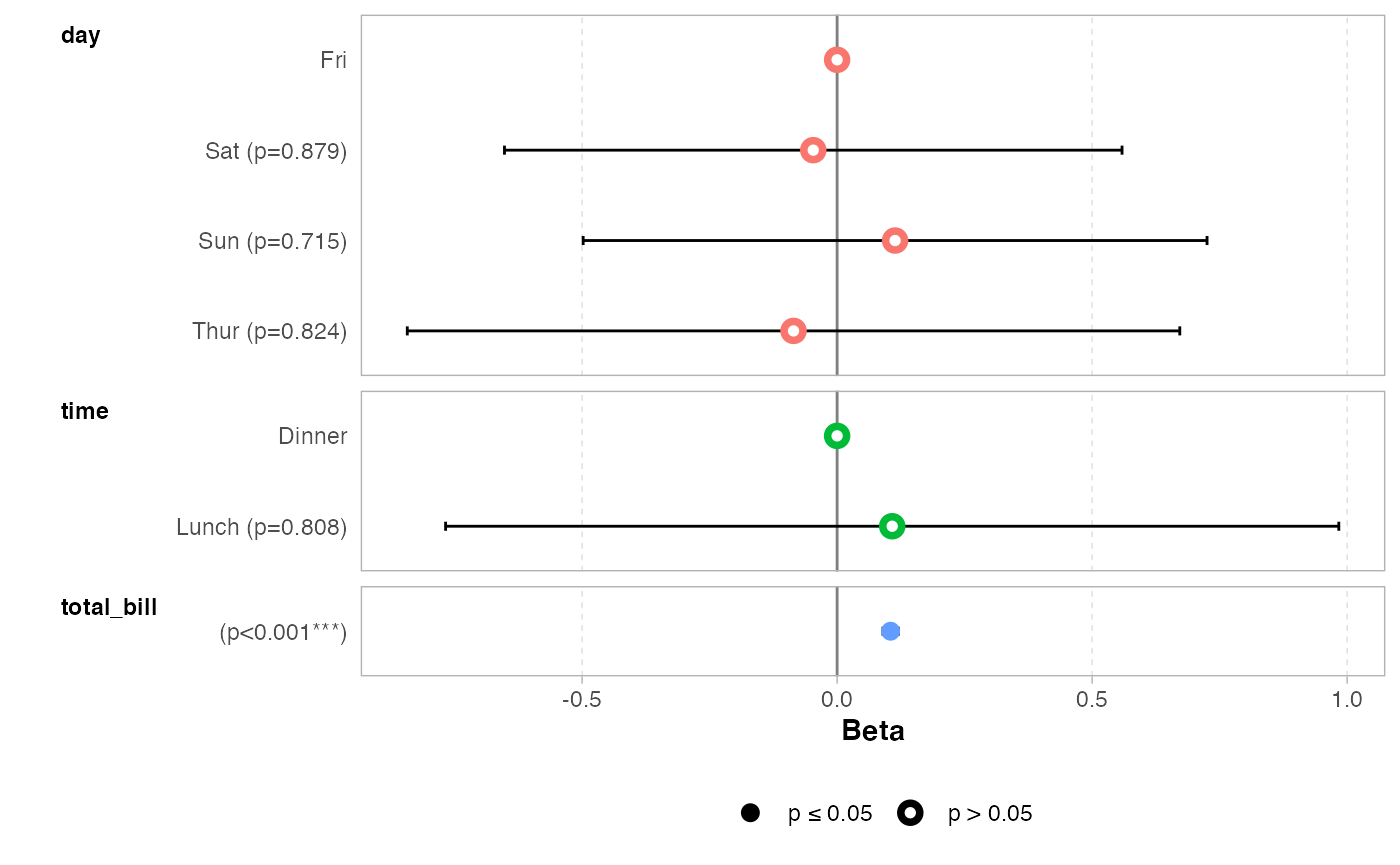 day
Fri
Sat (p=0.879)
Sun (p=0.715)
Thur (p=0.824)
time
Dinner
Lunch (p=0.808)
total_bill
(p<0.001***)
-0.5 0.0 0.5 1.0
Beta
p ≤ 0.05 p > 0.05